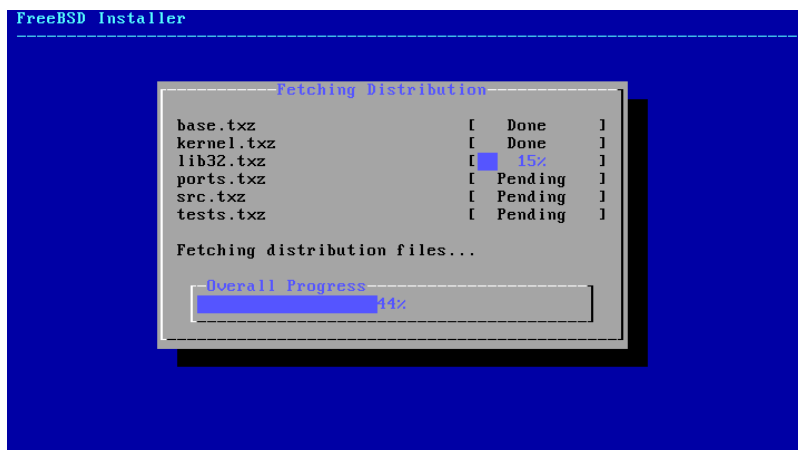 FreeBSD Installer
Fetching Distribution
base.txz [ Done ]
kernel.txz [ Done ]
lib32.txz [ 15% ]
ports.txz [ Pending ]
src.txz [ Pending ]
tests.txz [ Pending ]
Fetching distribution files...
Overall Progress
44%